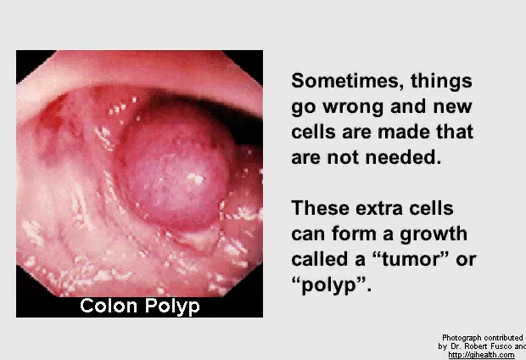 Sometimes, things
go wrong and new
cells are made that
are not needed.
These extra cells
can form a growth
called a “tumor” or
“polyp”.
Colon Polyp
Photograph contributed
by Dr. Robert Fusco and
http://gihealth.com